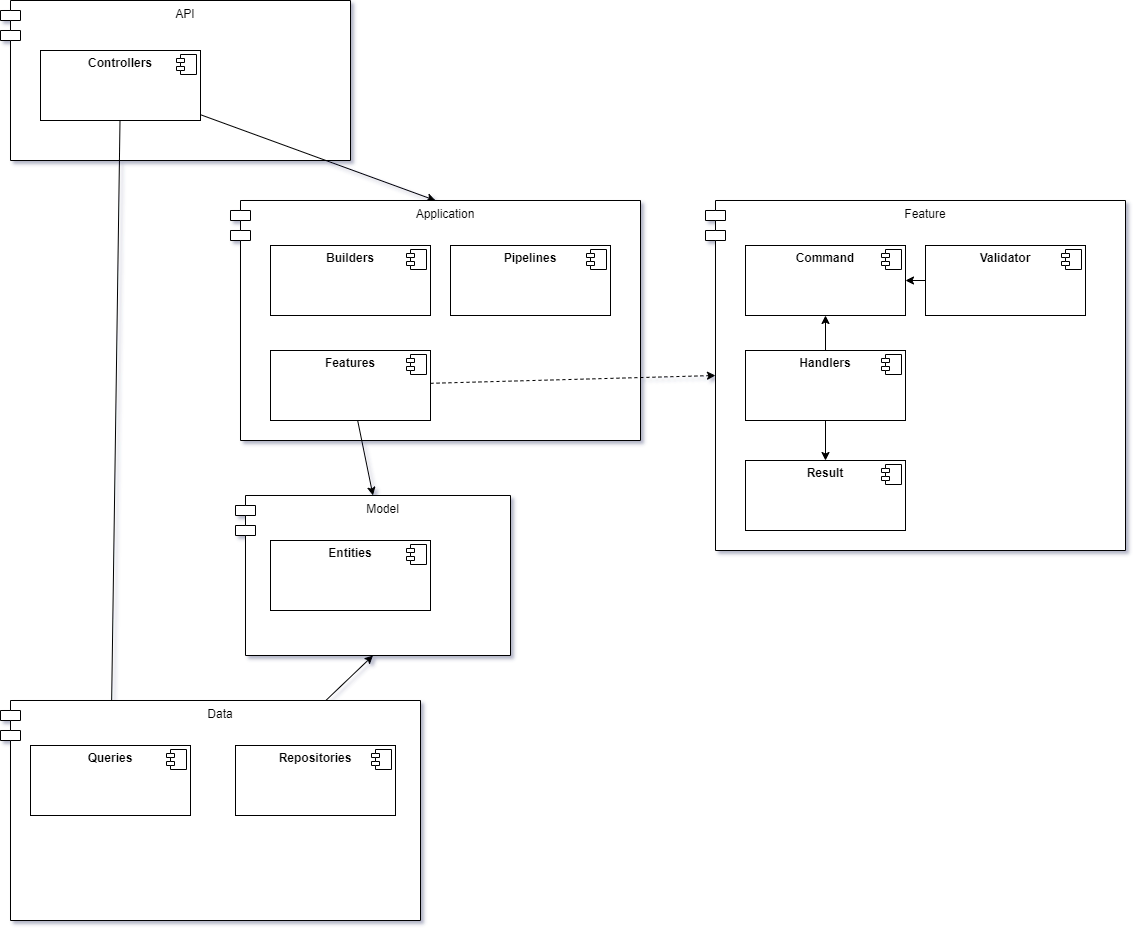 API
Controllers
Application
Builders
Pipelines
Features
Feature
Command
Validator
Handlers
Result
Model
Entities
Data
Queries
Repositories